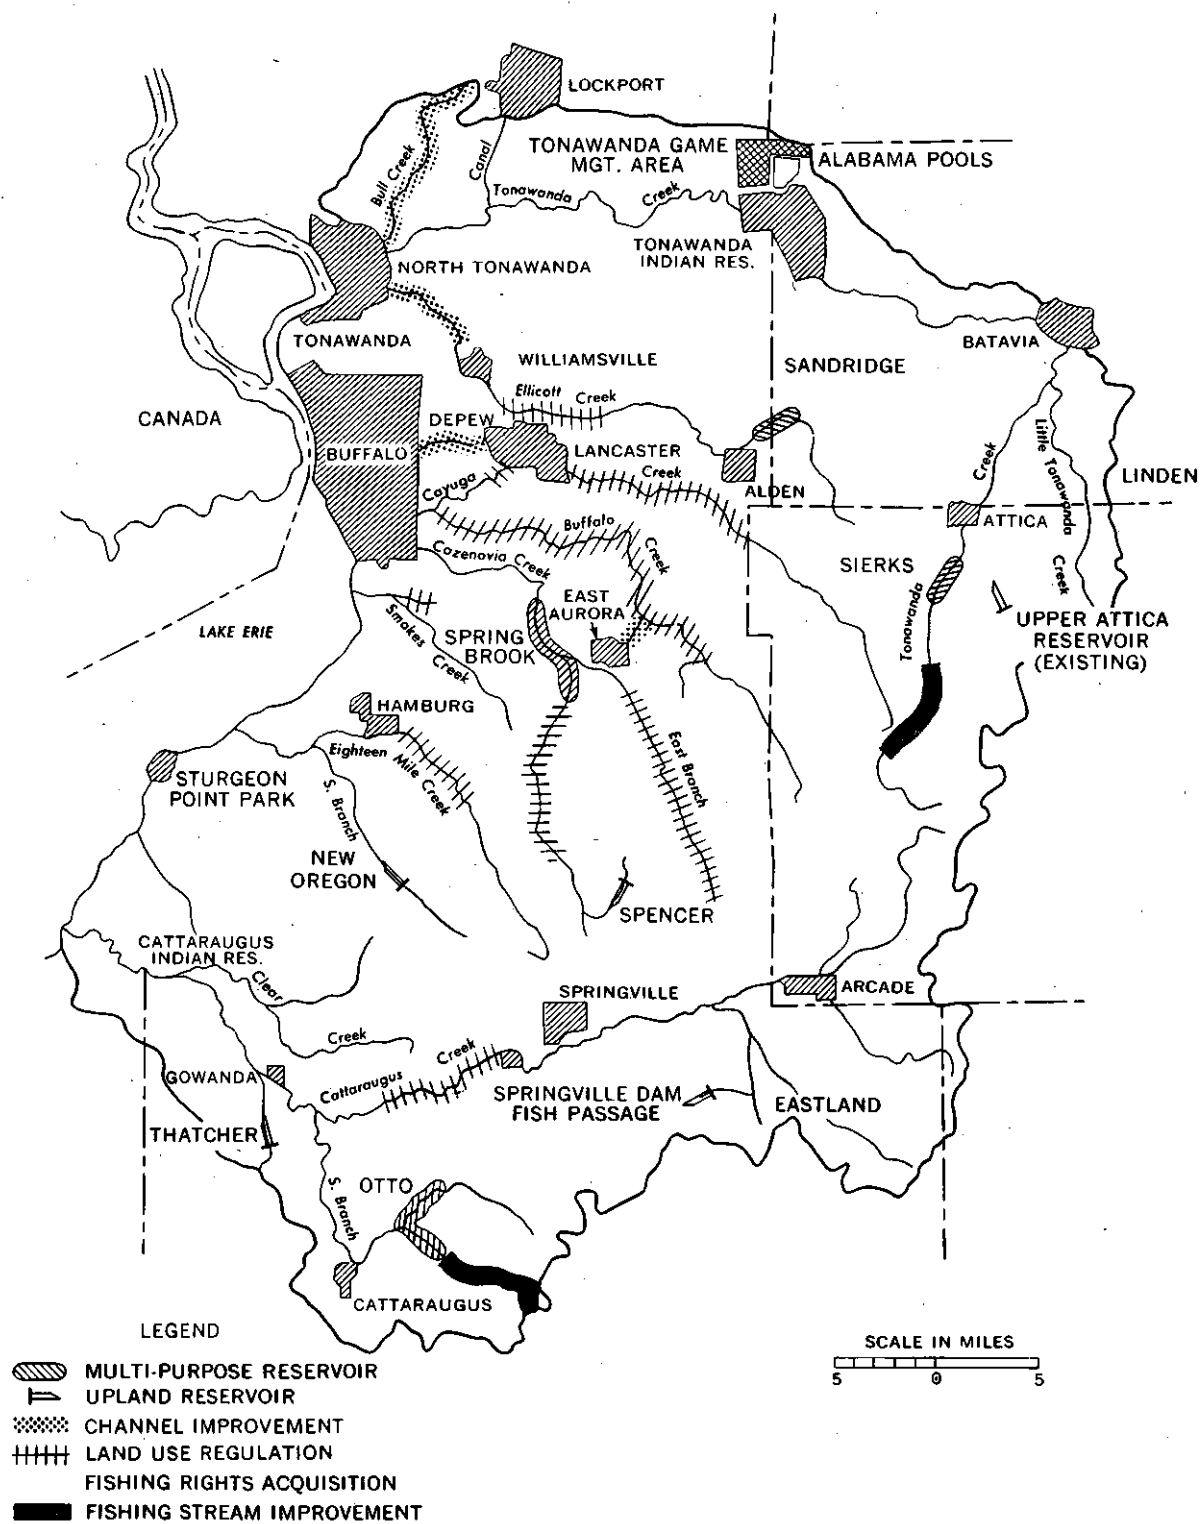 LOCKPORT
TONAWANDA GAME
MGT. AREA
ALABAMA POOLS
Bull Creek
Canal
Tonawanda
Creek
TONAWANDA
INDIAN RES.
NORTH TONAWANDA
TONAWANDA
BATAVIA
WILLIAMSVILLE
SANDRIDGE
Ellicott
Creek
CANADA
DEPEW
BUFFALO
LANCASTER
Creek
Cayuga
ALDEN
Creek
Little Tonawanda
Creek
LINDEN
ATTICA
Buffalo
Creek
Cazenovia Creek
SIERKS
EAST
AURORA
LAKE ERIE
Smokes
Creek
SPRING
BROOK
Tonawanda
UPPER ATTICA
RESERVOIR
(EXISTING)
HAMBURG
Eighteen
Mile Creek
East Branch
STURGEON
POINT PARK
S. Branch
NEW
OREGON
SPENCER
CATTARAUGUS
INDIAN RES.
Clear
Creek
SPRINGVILLE
ARCADE
GOWANDA
Cattaraugus
Creek
SPRINGVILLE DAM
FISH PASSAGE
EASTLAND
THATCHER
OTTO
S. Branch
CATTARAUGUS
LEGEND
MULTI-PURPOSE RESERVOIR
UPLAND RESERVOIR
CHANNEL IMPROVEMENT
LAND USE REGULATION
FISHING RIGHTS ACQUISITION
FISHING STREAM IMPROVEMENT
SCALE IN MILES
5 0 5